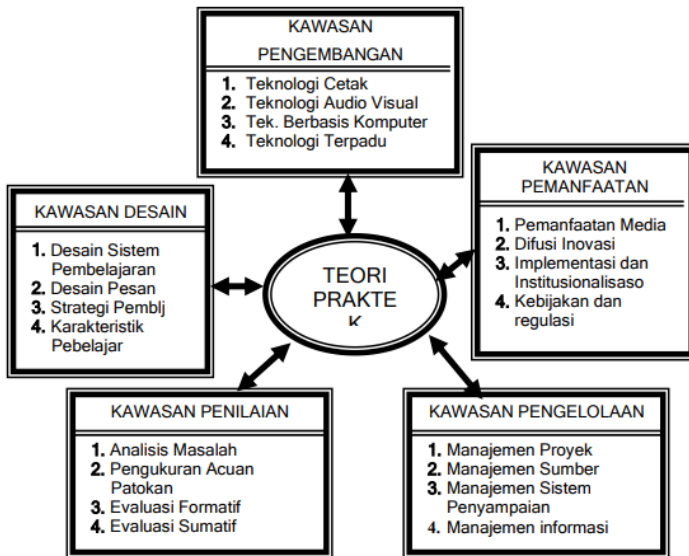 KAWASAN
PENGEMBANGAN
1. Teknologi Cetak
2. Teknologi Audio Visual
3. Tek. Berbasis Komputer
4. Teknologi Terpadu
KAWASAN
PEMANFAATAN
1. Pemanfaatan Media
2. Difusi Inovasi
3. Implementasi dan
Institusionalisaso
4. Kebijakan dan
regulasi
KAWASAN DESAIN
1. Desain Sistem
Pembelajaran
2. Desain Pesan
3. Strategi Pemblj
4. Karakteristik
Pebelajar
TEORI
PRAKTE
K
KAWASAN PENILAIAN
1. Analisis Masalah
2. Pengukuran Acuan
Patokan
3. Evaluasi Formatif
4. Evaluasi Sumatif
KAWASAN PENGELOLAAN
1. Manajemen Proyek
2. Manajemen Sumber
3. Manajemen Sistem
Penyampaian
4. Manajemen informasi